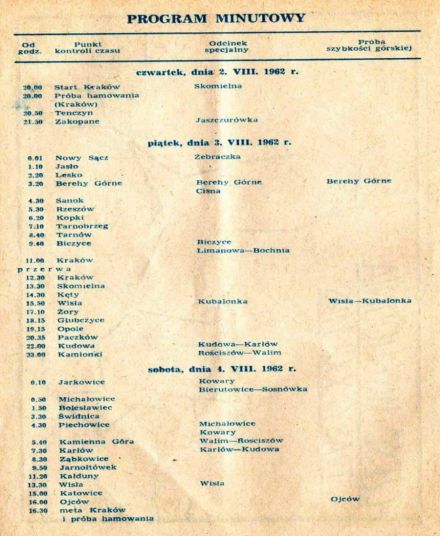 PROGRAM MINUTOWY
Od godz. Punkt kontroli czasu Odcinek specjalny Próba szybkości górskiej
czwartek, dnia 2. VIII. 1962 r.
20.00 Start Kraków Skomielna
20.00 Próba hamowania
(Kraków)
20.50 Tenczyn
21.50 Zakopane Jaszczurówka
piątek, dnia 3. VIII. 1962 r.
0.01 Nowy Sącz Żebraczka
1.10 Jasło
2.20 Lesko
3.20 Berehy Górne Berehy Górne Berehy Górne
Cisna
4.30 Sanok
5.30 Rzeszów
6.20 Kopki
7.10 Tarnobrzeg
8.40 Tarnów
9.40 Biczyce Biczyce
Limanowa—Bochnia
11.00 Kraków
przerwa
12.30 Kraków
13.30 Skomielna
14.30 Kęty
15.50 Wisła Kubalonka Wisła—Kubalonka
17.10 Żory
18.15 Głubczyce
19.15 Opole
20.35 Paczków
22.00 Kudowa Kudowa—Karłów
23.00 Kamionki Rościszów—Walim
sobota, dnia 4. VIII. 1962 r.
0.10 Jarkowice Kowary
Bierutowice—Sosnówka
0.50 Michałowice
1.50 Bolesławiec
3.30 Świdnica
4.30 Piechowice Michałowice
Kowary
5.40 Kamienna Góra Walim—Rościszów
7.30 Karłów Karłów—Kudowa
8.30 Ząbkowice
9.50 Jarnołtówek
11.20 Kałduny
13.30 Wisła Wisła
15.00 Katowice
16.00 Ojców Ojców
16.30 meta Kraków
i próba hamowania